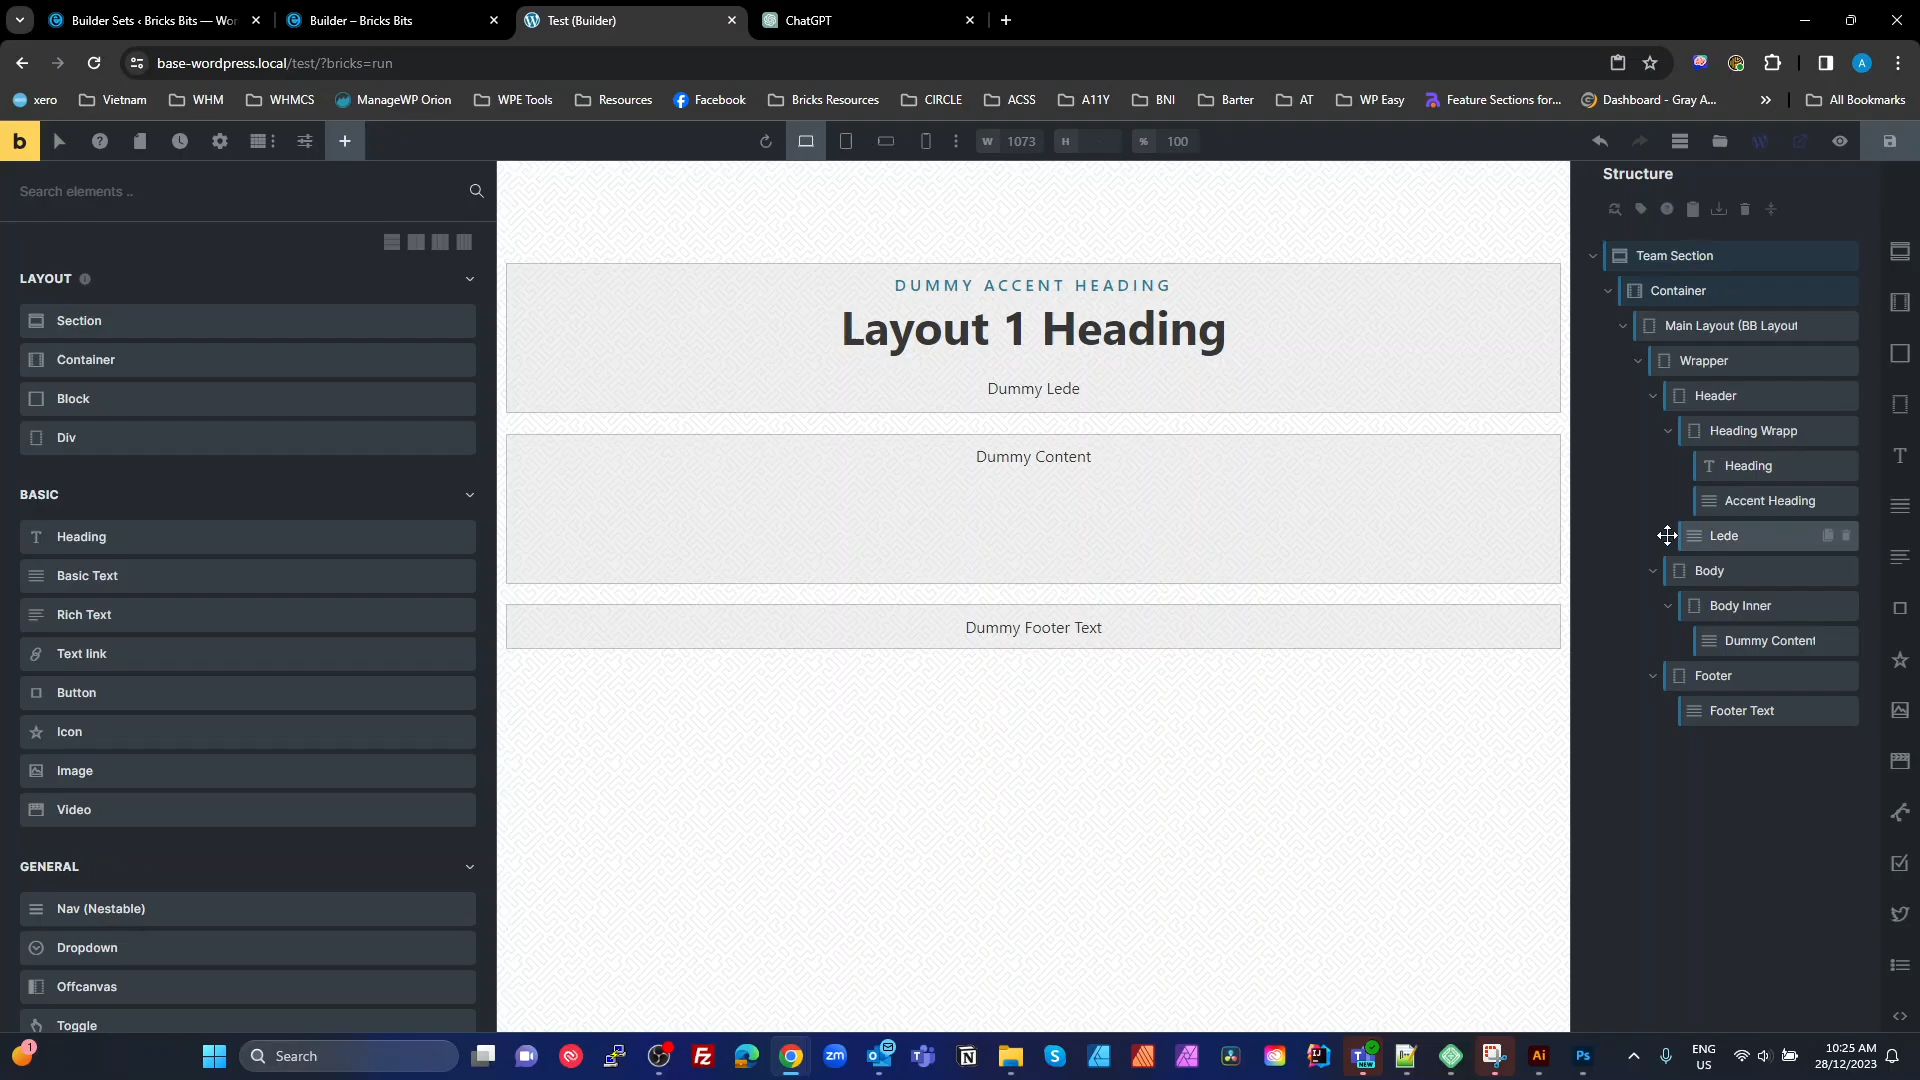 Builder Sets ‹ Bricks Bits — Wor
Builder – Bricks Bits
Test (Builder)
ChatGPT
base-wordpress.local/test/?bricks=run
A
xero
Vietnam
WHM
WHMCS
ManageWP Orion
WPE Tools
Resources
Facebook
Bricks Resources
CIRCLE
ACSS
A11Y
BNI
Barter
AT
WP Easy
Feature Sections for...
Dashboard - Gray A...
All Bookmarks
b
W 1073
H
% 100
Search elements ..
LAYOUT
Section
Container
Block
Div
BASIC
Heading
Basic Text
Rich Text
Text link
Button
Icon
Image
Video
GENERAL
Nav (Nestable)
Dropdown
Offcanvas
Toggle
DUMMY ACCENT HEADING
Layout 1 Heading
Dummy Lede
Dummy Content
Dummy Footer Text
Structure
Team Section
Container
Main Layout (BB Layout
Wrapper
Header
Heading Wrapp
Heading
Accent Heading
Lede
Body
Body Inner
Dummy Content
Footer
Footer Text
1
Search
zm
NEW
Ai
Ps
ENG
US
10:25 AM
28/12/2023